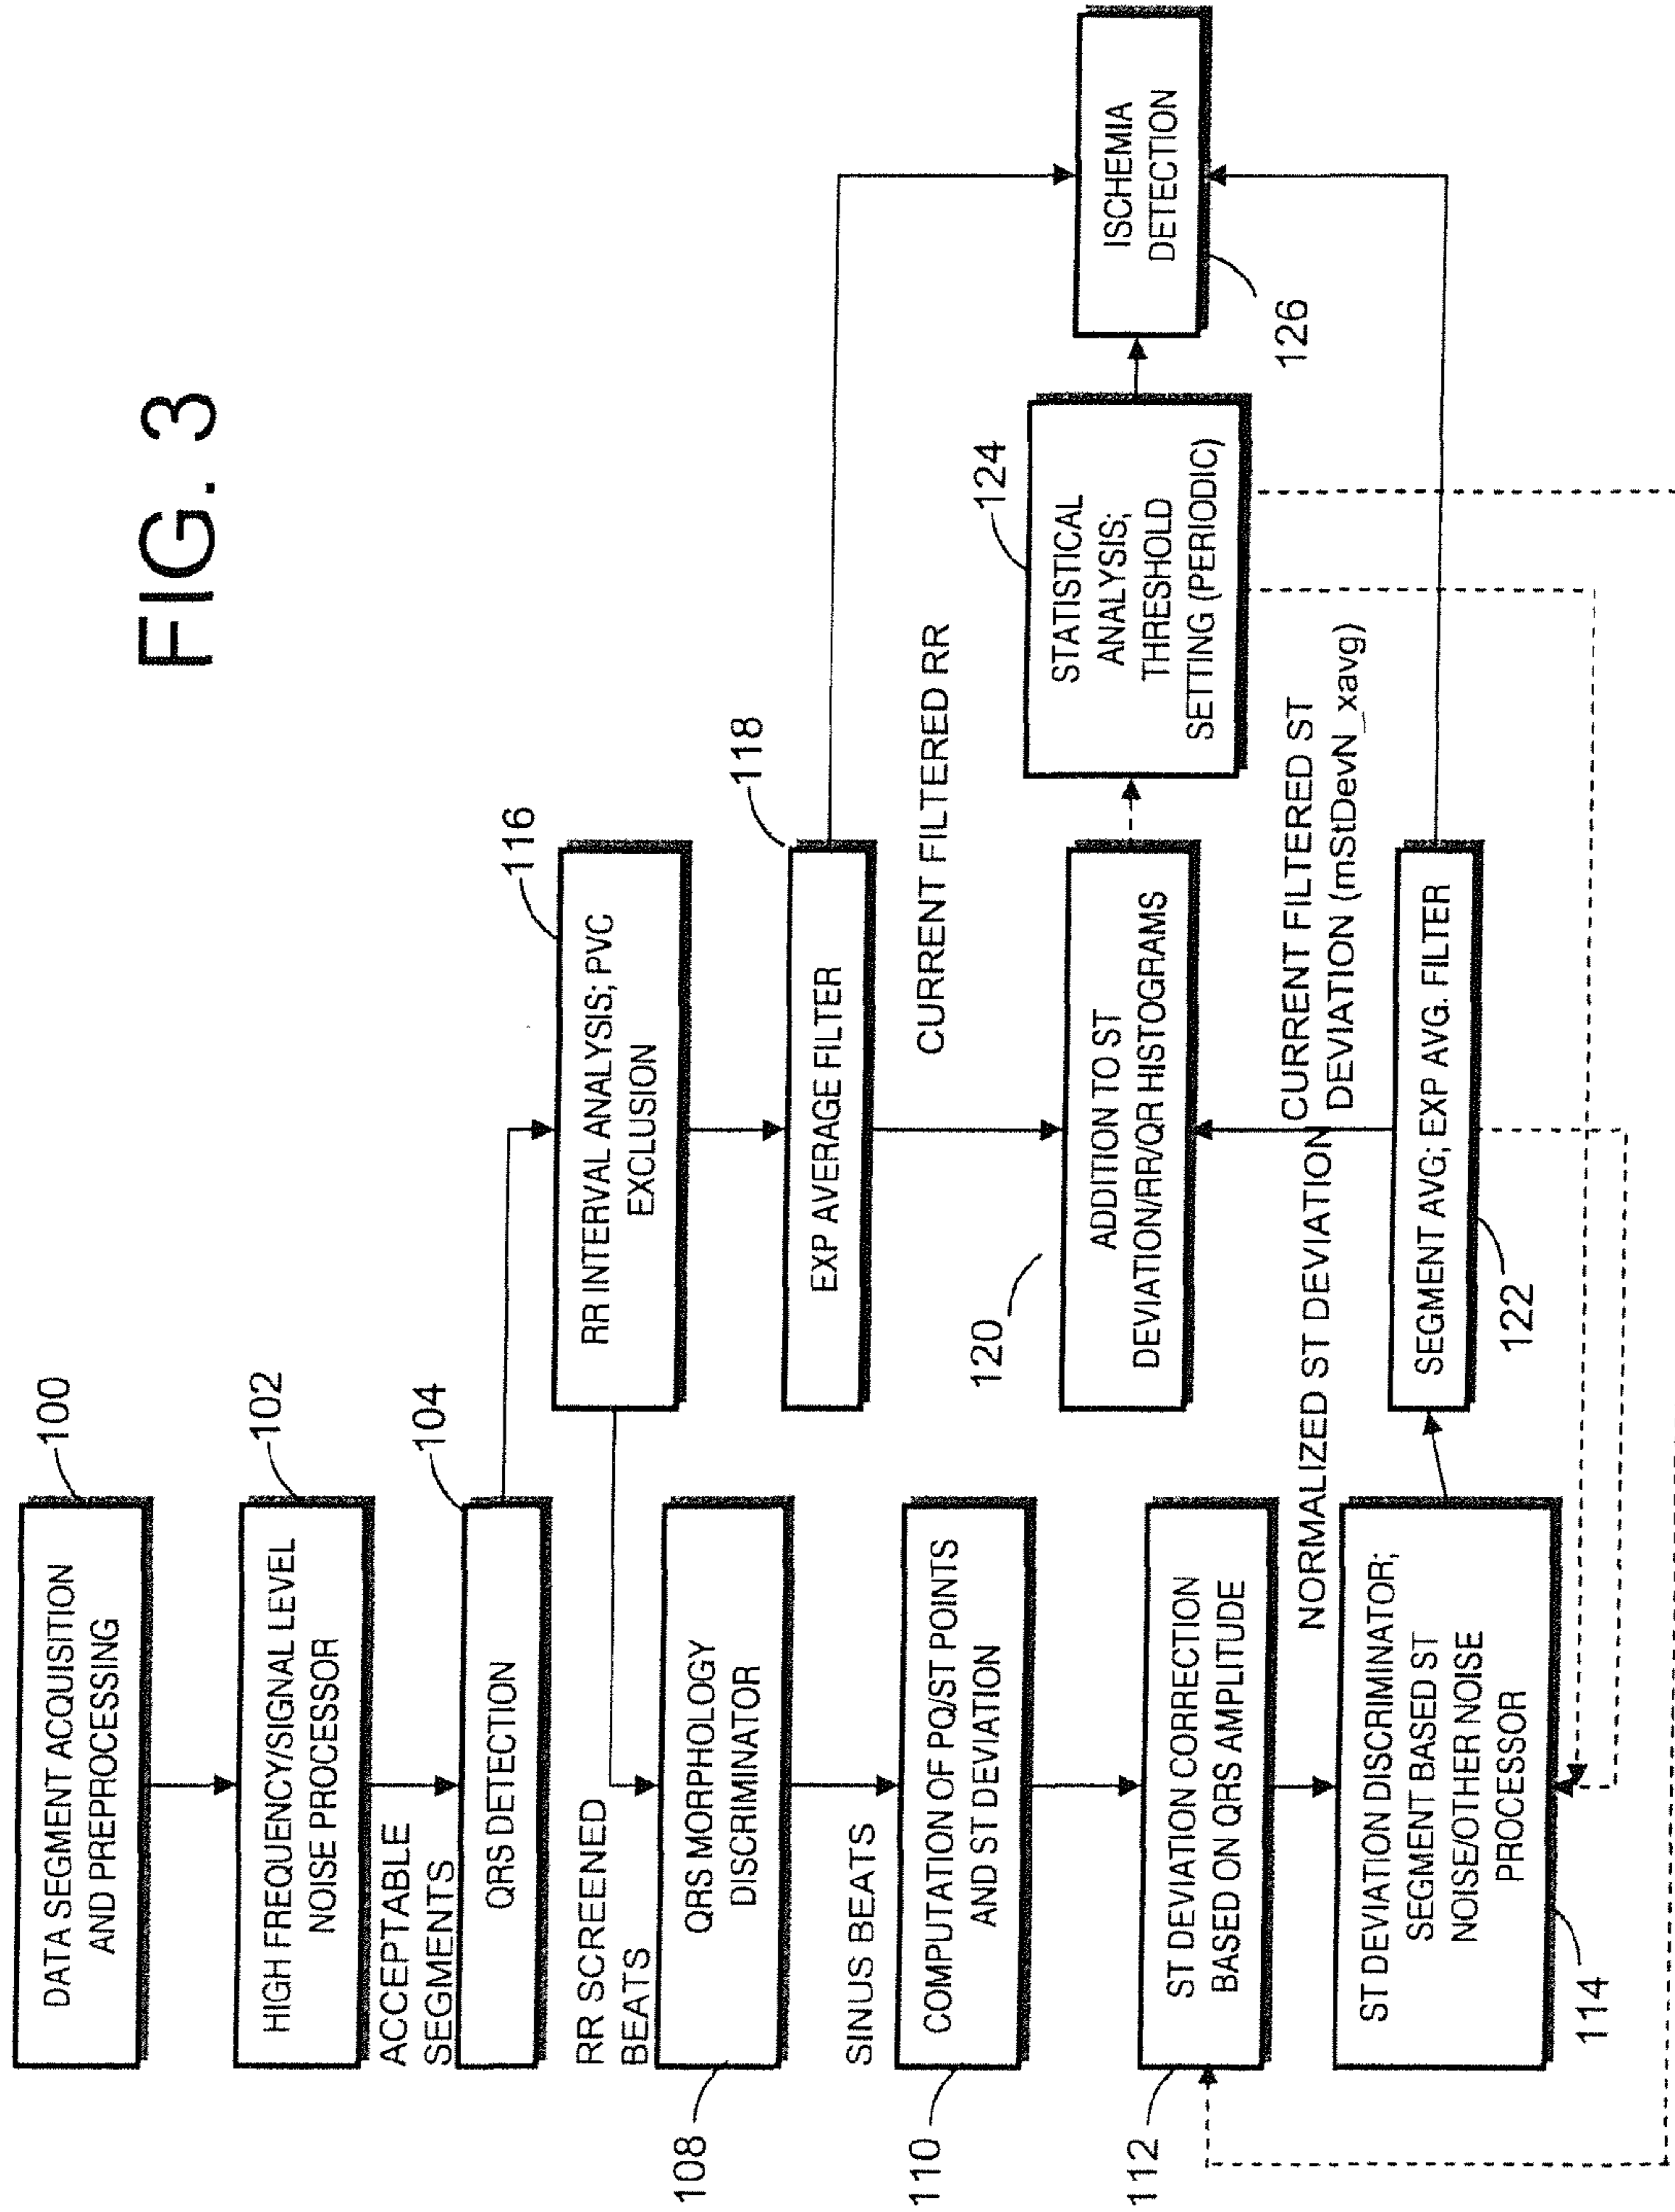 FIG. 3
100
DATA SEGMENT ACQUISITION
AND PREPROCESSING
102
HIGH FREQUENCY/SIGNAL LEVEL
NOISE PROCESSOR
ACCEPTABLE
SEGMENTS
104
QRS DETECTION
116
RR INTERVAL ANALYSIS; PVC
EXCLUSION
RR SCREENED
BEATS
108
QRS MORPHOLOGY
DISCRIMINATOR
118
EXP AVERAGE FILTER
CURRENT FILTERED RR
SINUS BEATS
110
COMPUTATION OF PQ/ST POINTS
AND ST DEVIATION
120
ADDITION TO ST
DEVIATION/RR/QR HISTOGRAMS
124
STATISTICAL
ANALYSIS;
THRESHOLD
SETTING (PERIODIC)
126
ISCHEMIA
DETECTION
112
ST DEVIATION CORRECTION
BASED ON QRS AMPLITUDE
NORMALIZED ST DEVIATION
CURRENT FILTERED ST
DEVIATION (mStDevN_xavg)
114
ST DEVIATION DISCRIMINATOR;
SEGMENT BASED ST
NOISE/OTHER NOISE
PROCESSOR
122
SEGMENT AVG; EXP AVG. FILTER